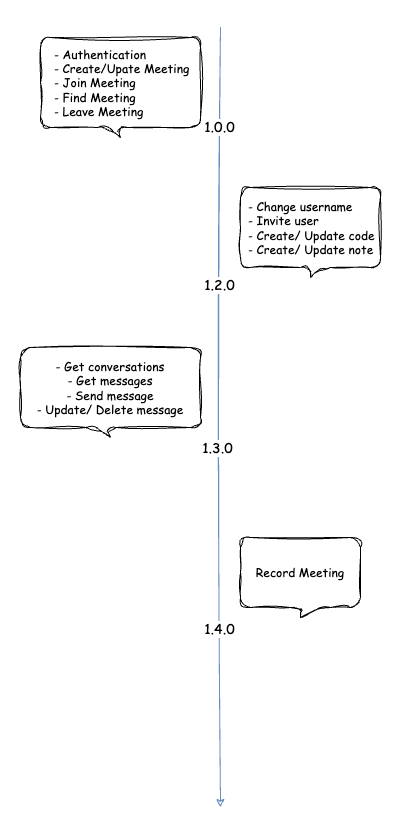 - Authentication
- Create/Upate Meeting
- Join Meeting
- Find Meeting
- Leave Meeting
1.0.0
- Change username
- Invite user
- Create/ Update code
- Create/ Update note
1.2.0
- Get conversations
- Get messages
- Send message
- Update/ Delete message
1.3.0
Record Meeting
1.4.0